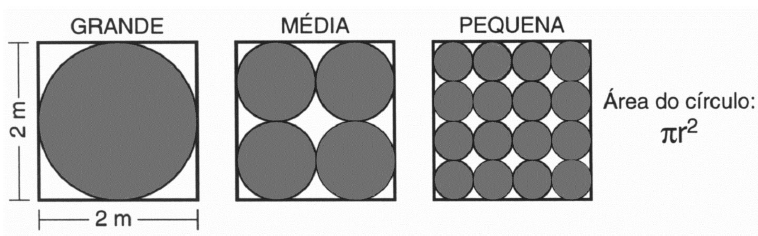 GRANDE
MÉDIA
PEQUENA
2 m
2 m
Área do círculo:
πr²